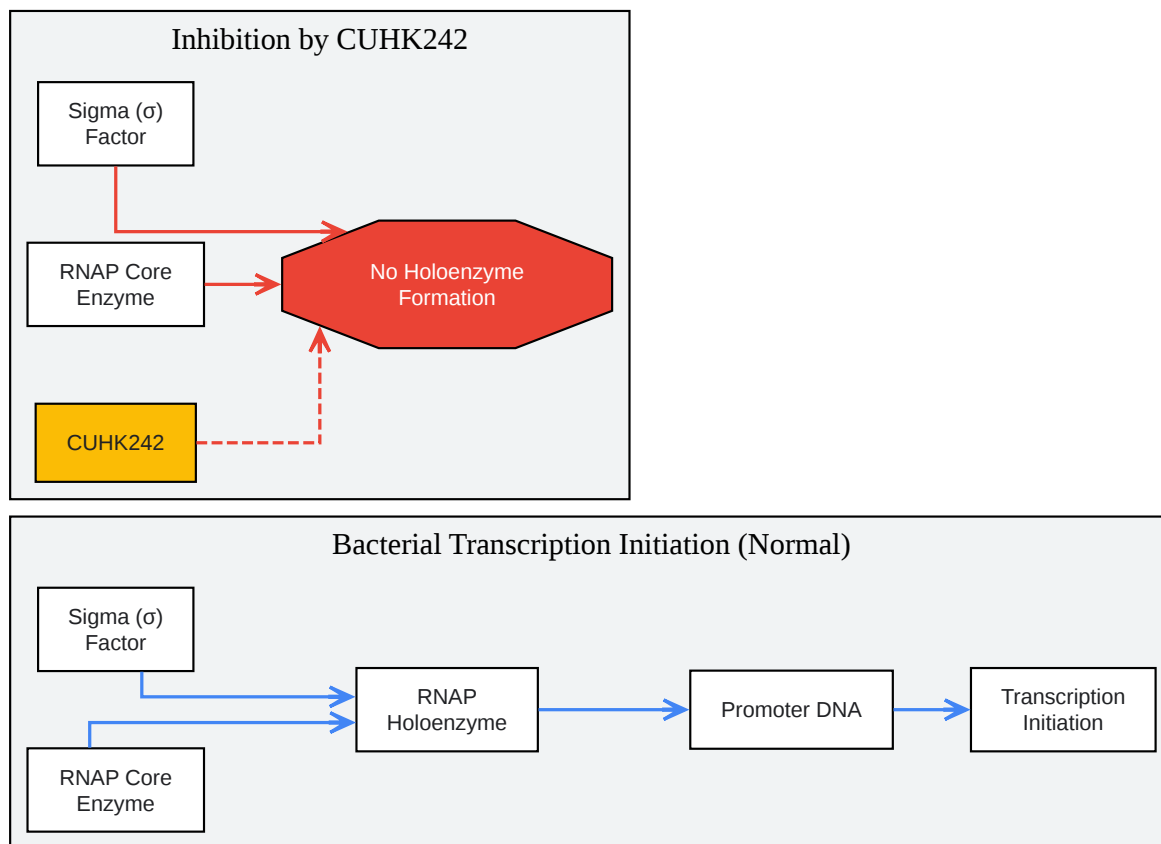 Inhibition by CUHK242
Sigma (σ)
Factor
RNAP Core
Enzyme
No Holoenzyme
Formation
CUHK242
Bacterial Transcription Initiation (Normal)
Sigma (σ)
Factor
RNAP
Holoenzyme
Promoter DNA
Transcription
Initiation
RNAP Core
Enzyme